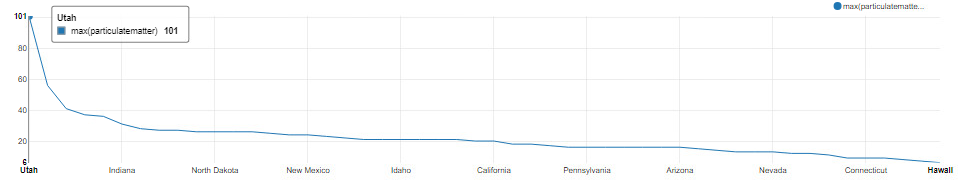 max(particulatematte...
Utah
max(particulatematter) 101
101
80
60
40
20
6
Utah Indiana North Dakota New Mexico Idaho California Pennsylvania Arizona Nevada Connecticut Hawaii